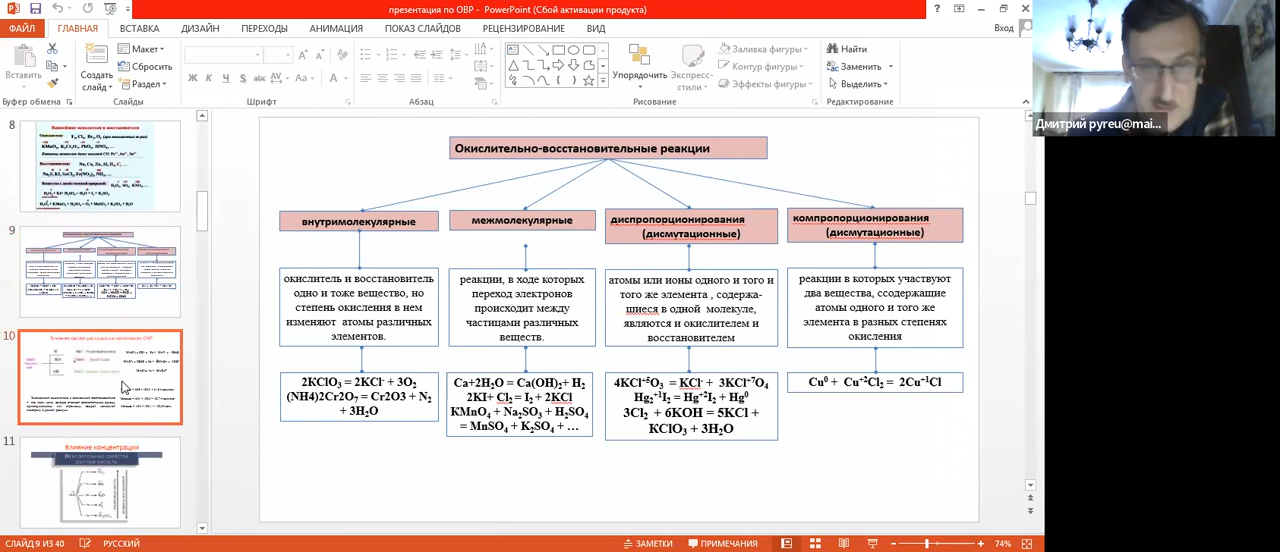 презентация по ОВР - PowerPoint (Сбой активации продукта)
ФАЙЛ ГЛАВНАЯ ВСТАВКА ДИЗАЙН ПЕРЕХОДЫ АНИМАЦИЯ ПОКАЗ СЛАЙДОВ РЕЦЕНЗИРОВАНИЕ ВИД Вход
Вставить
Создать слайд
Макет
Сбросить
Раздел
Упорядочить
Экспресс-стили
Заливка фигуры
Контур фигуры
Эффекты фигуры
Найти
Заменить
Выделить
Буфер обмена Слайды Шрифт Абзац Рисование Редактирование
Дмитрий pyreu@mai...
8
9
10
11
Влияние концентрации
Окислительно-восстановительные реакции
внутримолекулярные
окислитель и восстановитель
одно и тоже вещество, но
степень окисления в нем
изменяют атомы различных
элементов.
2KClO₃ = 2KCl⁻ + 3O₂
(NH4)2Cr2O₇ = Cr2O3 + N₂
+ 3H₂O
межмолекулярные
реакции, в ходе которых
переход электронов
происходит между
частицами различных
веществ.
Ca+2H₂O = Ca(OH)₂+ H₂
2KI+ Cl₂ = I₂ + 2KCl
KMnO₄ + Na₂SO₃ + H₂SO₄
= MnSO₄ + K₂SO₄ + …
диспропорционирования
(дисмутационные)
атомы или ионы одного и того и
того же элемента , содержа-
шиеся в одной молекуле,
являются и окислителем и
восстановителем
4KCl⁺⁵O₃ = KCl⁻ + 3KCl⁺⁷O₄
Hg₂⁺¹I₂ = Hg⁺²I₂ + Hg⁰
3Cl₂ + 6KOH = 5KCl +
KClO₃ + 3H₂O
компропорционирования
(дисмутационные)
реакции в которых участвуют
два вещества, ссодержащие
атомы одного и того же
элемента в разных степенях
окисления
Cu⁰ + Cu⁺²Cl₂ = 2Cu⁺¹Cl
СЛАЙД 9 ИЗ 40 РУССКИЙ ЗАМЕТКИ ПРИМЕЧАНИЯ 74%